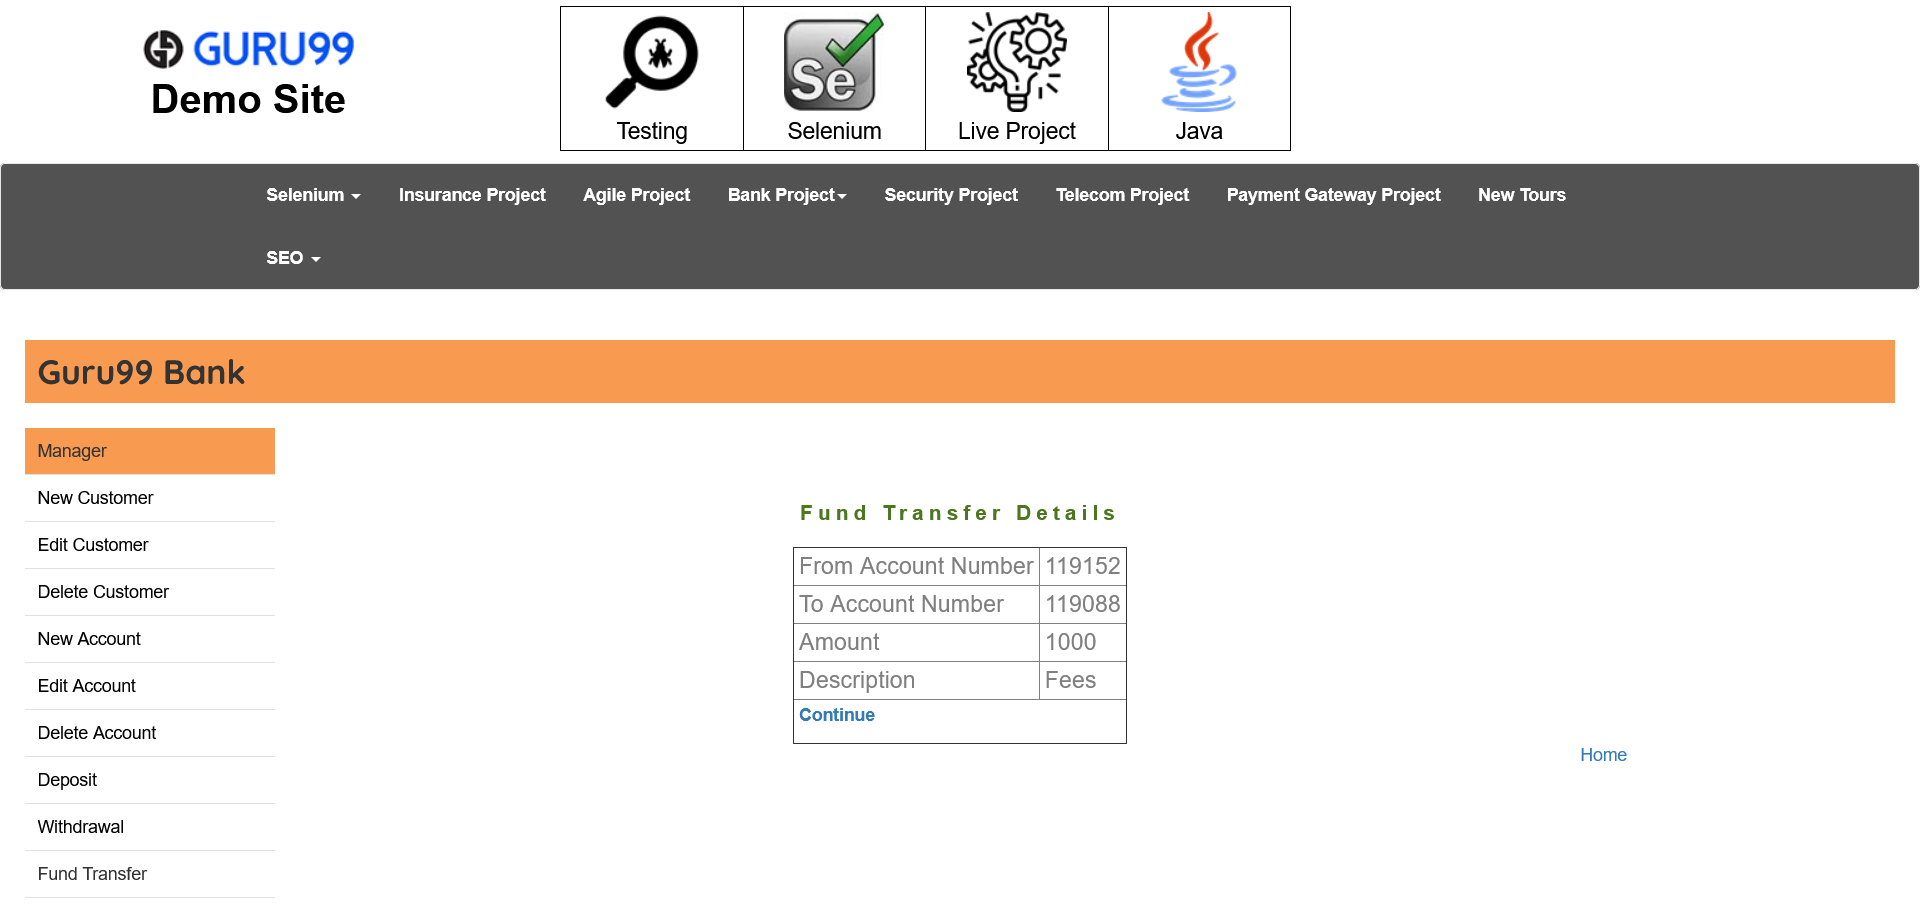 GURU99
Demo Site
Testing
Se
Selenium
Live Project
Java
Selenium
Insurance Project
Agile Project
Bank Project
Security Project
Telecom Project
Payment Gateway Project
New Tours
SEO
Guru99 Bank
Manager
New Customer
Edit Customer
Delete Customer
New Account
Edit Account
Delete Account
Deposit
Withdrawal
Fund Transfer
Fund Transfer Details
From Account Number 119152
To Account Number 119088
Amount 1000
Description Fees
Continue
Home